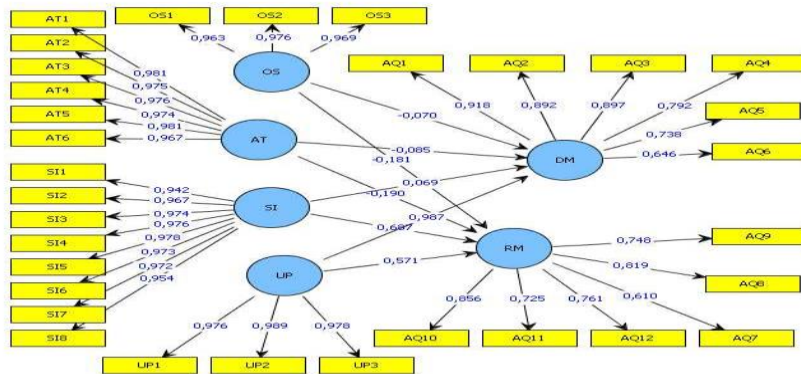 AT1
AT2
AT3
AT4
AT5
AT6
OS1
OS2
OS3
0,963
0,976
0,969
0,981
0,975
0,976
0,974
0,981
0,967
OS
AT
SI
UP
SI1
SI2
SI3
SI4
SI5
SI6
SI7
SI8
0,942
0,967
0,974
0,976
0,978
0,973
0,972
0,954
-0,070
-0,181
-0,085
-0,190
0,069
0,987
0,571
AQ1
AQ2
AQ3
AQ4
AQ5
AQ6
0,918
0,892
0,897
0,792
0,738
0,646
DM
RM
0,748
0,819
0,856
0,725
0,761
0,610
AQ9
AQ8
AQ10
AQ11
AQ12
AQ7
0,976
0,989
0,978
UP1
UP2
UP3